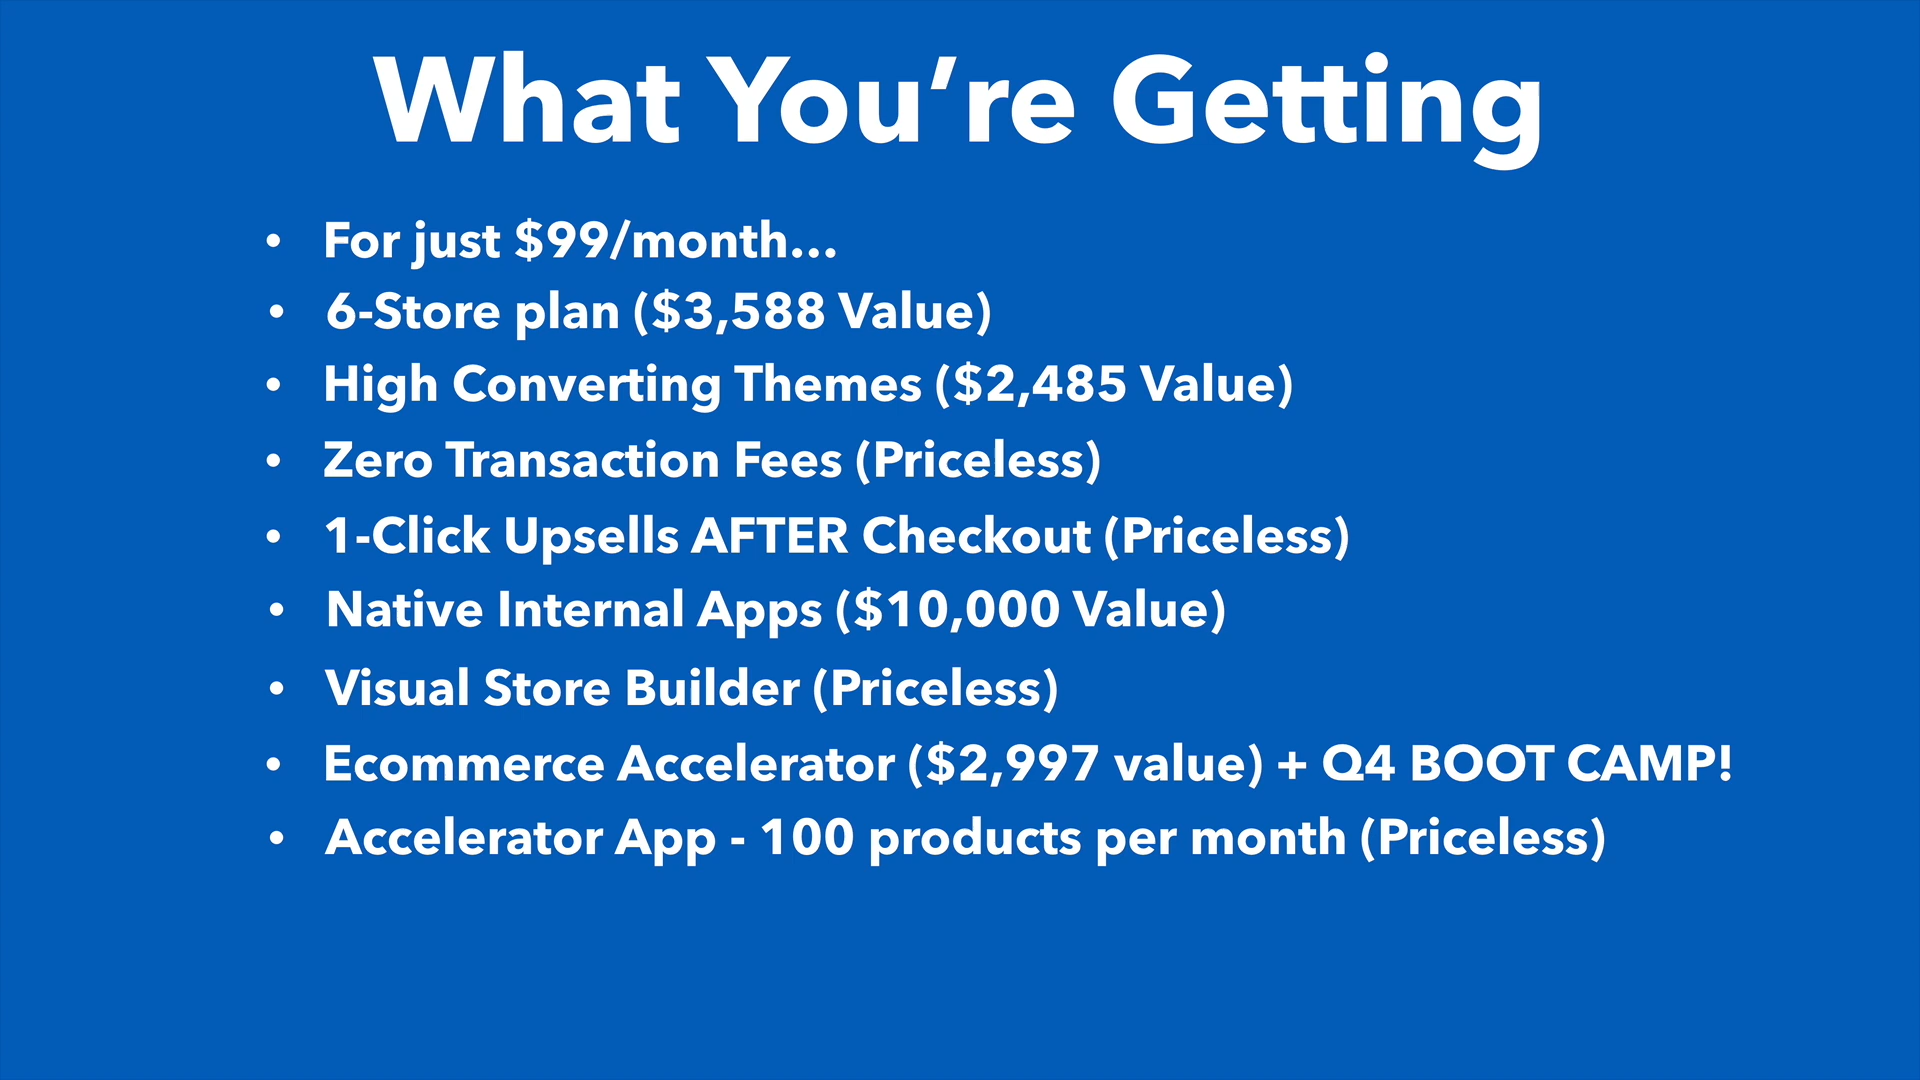 What You’re Getting
• For just $99/month...
• 6-Store plan ($3,588 Value)
• High Converting Themes ($2,485 Value)
• Zero Transaction Fees (Priceless)
• 1-Click Upsells AFTER Checkout (Priceless)
• Native Internal Apps ($10,000 Value)
• Visual Store Builder (Priceless)
• Ecommerce Accelerator ($2,997 value) + Q4 BOOT CAMP!
• Accelerator App - 100 products per month (Priceless)